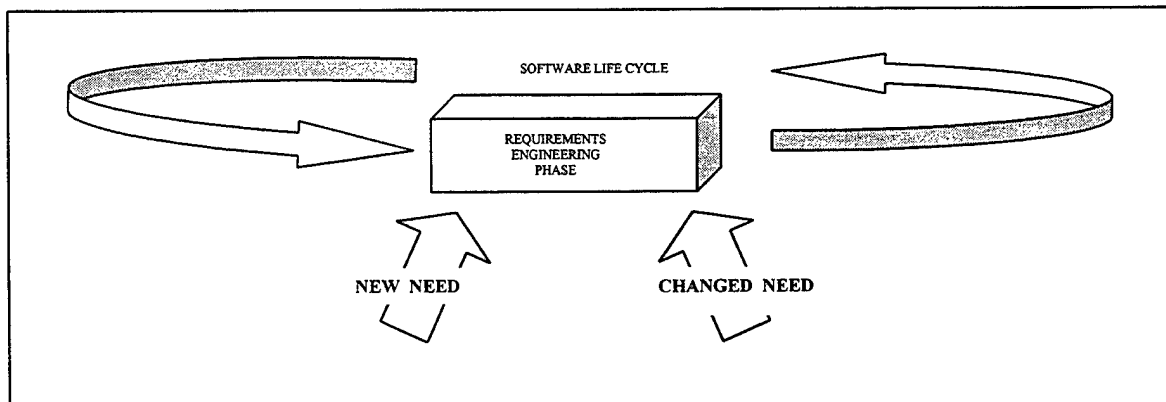 SOFTWARE LIFE CYCLE
REQUIREMENTS
ENGINEERING
PHASE
NEW NEED
CHANGED NEED